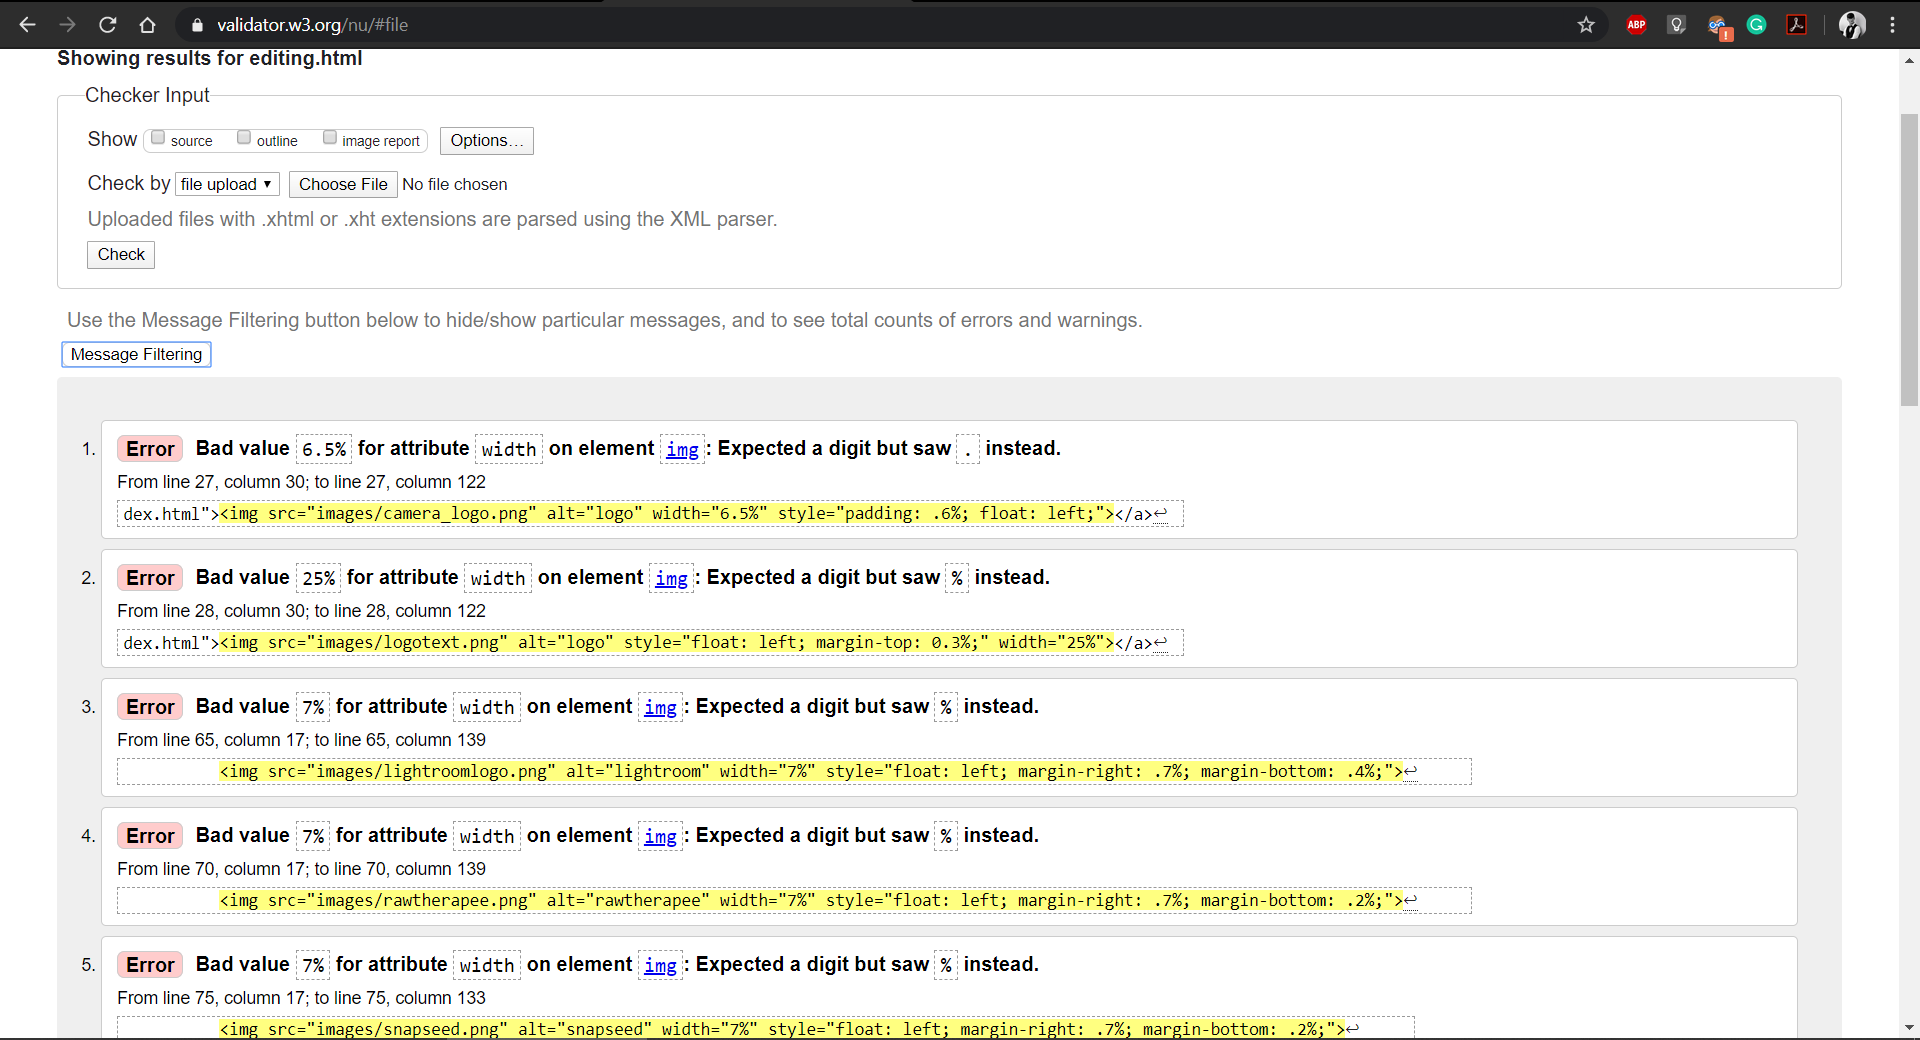 validator.w3.org/nu/#file
ABP
Showing results for editing.html
Checker Input
Show source outline image report Options...
Check by file upload Choose File No file chosen
Uploaded files with .xhtml or .xht extensions are parsed using the XML parser.
Check
Use the Message Filtering button below to hide/show particular messages, and to see total counts of errors and warnings.
Message Filtering
1. Error Bad value 6.5% for attribute width on element img: Expected a digit but saw . instead.
From line 27, column 30; to line 27, column 122
dex.html"><img src="images/camera_logo.png" alt="logo" width="6.5%" style="padding: .6%; float: left;"></a>↩
2. Error Bad value 25% for attribute width on element img: Expected a digit but saw % instead.
From line 28, column 30; to line 28, column 122
dex.html"><img src="images/logotext.png" alt="logo" style="float: left; margin-top: 0.3%;" width="25%"></a>↩
3. Error Bad value 7% for attribute width on element img: Expected a digit but saw % instead.
From line 65, column 17; to line 65, column 139
<img src="images/lightroomlogo.png" alt="lightroom" width="7%" style="float: left; margin-right: .7%; margin-bottom: .4%;">↩
4. Error Bad value 7% for attribute width on element img: Expected a digit but saw % instead.
From line 70, column 17; to line 70, column 139
<img src="images/rawtherapee.png" alt="rawtherapee" width="7%" style="float: left; margin-right: .7%; margin-bottom: .2%;">↩
5. Error Bad value 7% for attribute width on element img: Expected a digit but saw % instead.
From line 75, column 17; to line 75, column 133
<img src="images/snapseed.png" alt="snapseed" width="7%" style="float: left; margin-right: .7%; margin-bottom: .2%;">↩